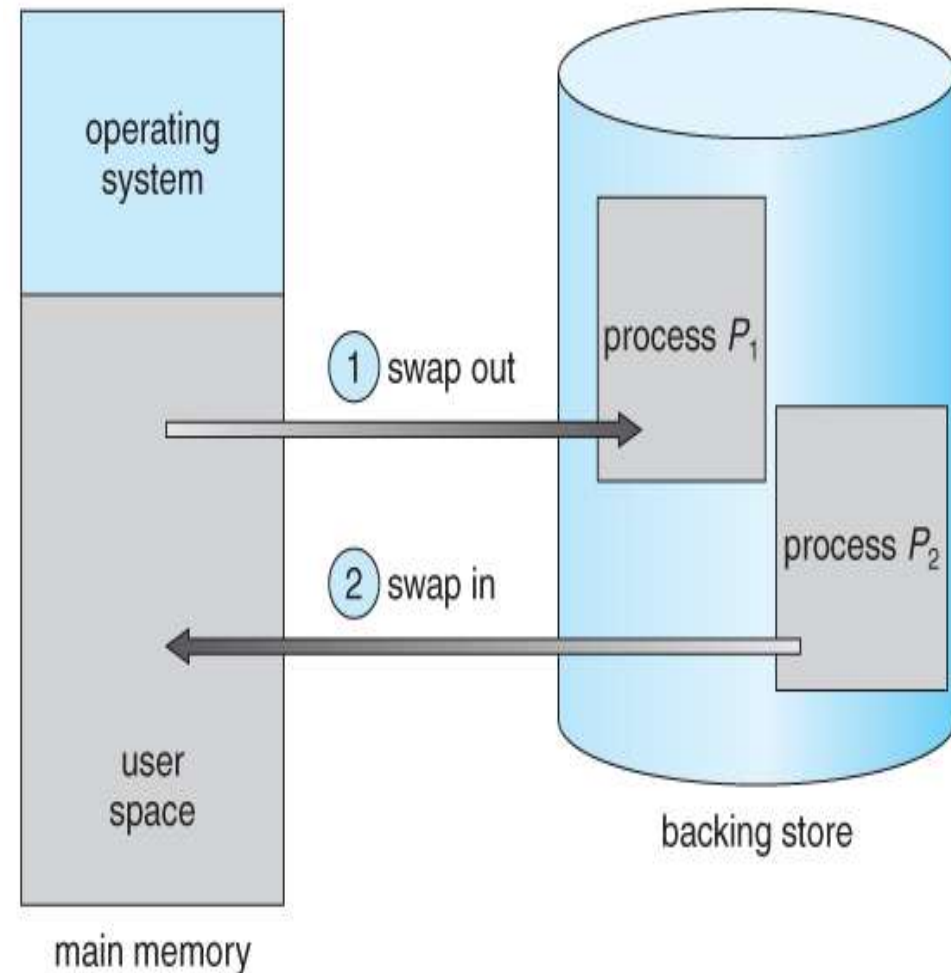 operating
system
1 swap out
process P₁
2 swap in
process P₂
user
space
backing store
main memory